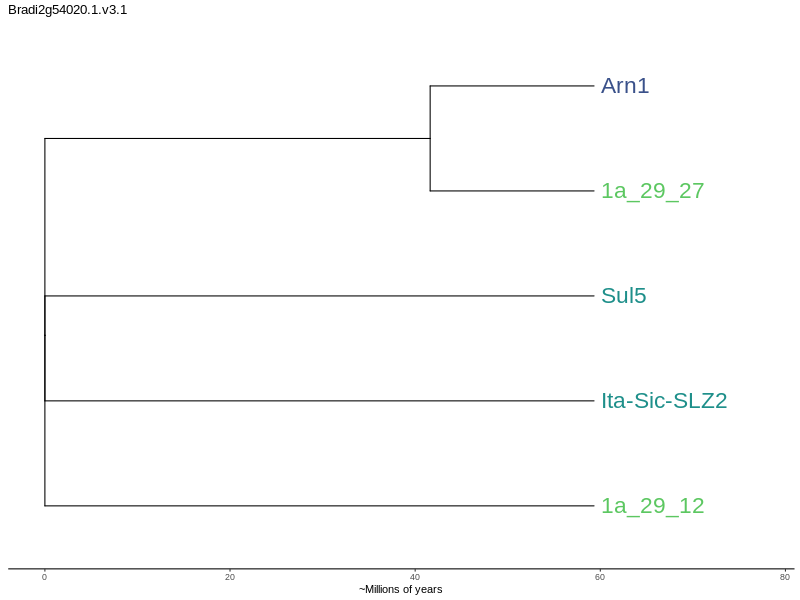 Bradi2g54020.1.v3.1
Arn1
1a_29_27
Sul5
Ita-Sic-SLZ2
1a_29_12
0 20 40 60 80
~Millions of years